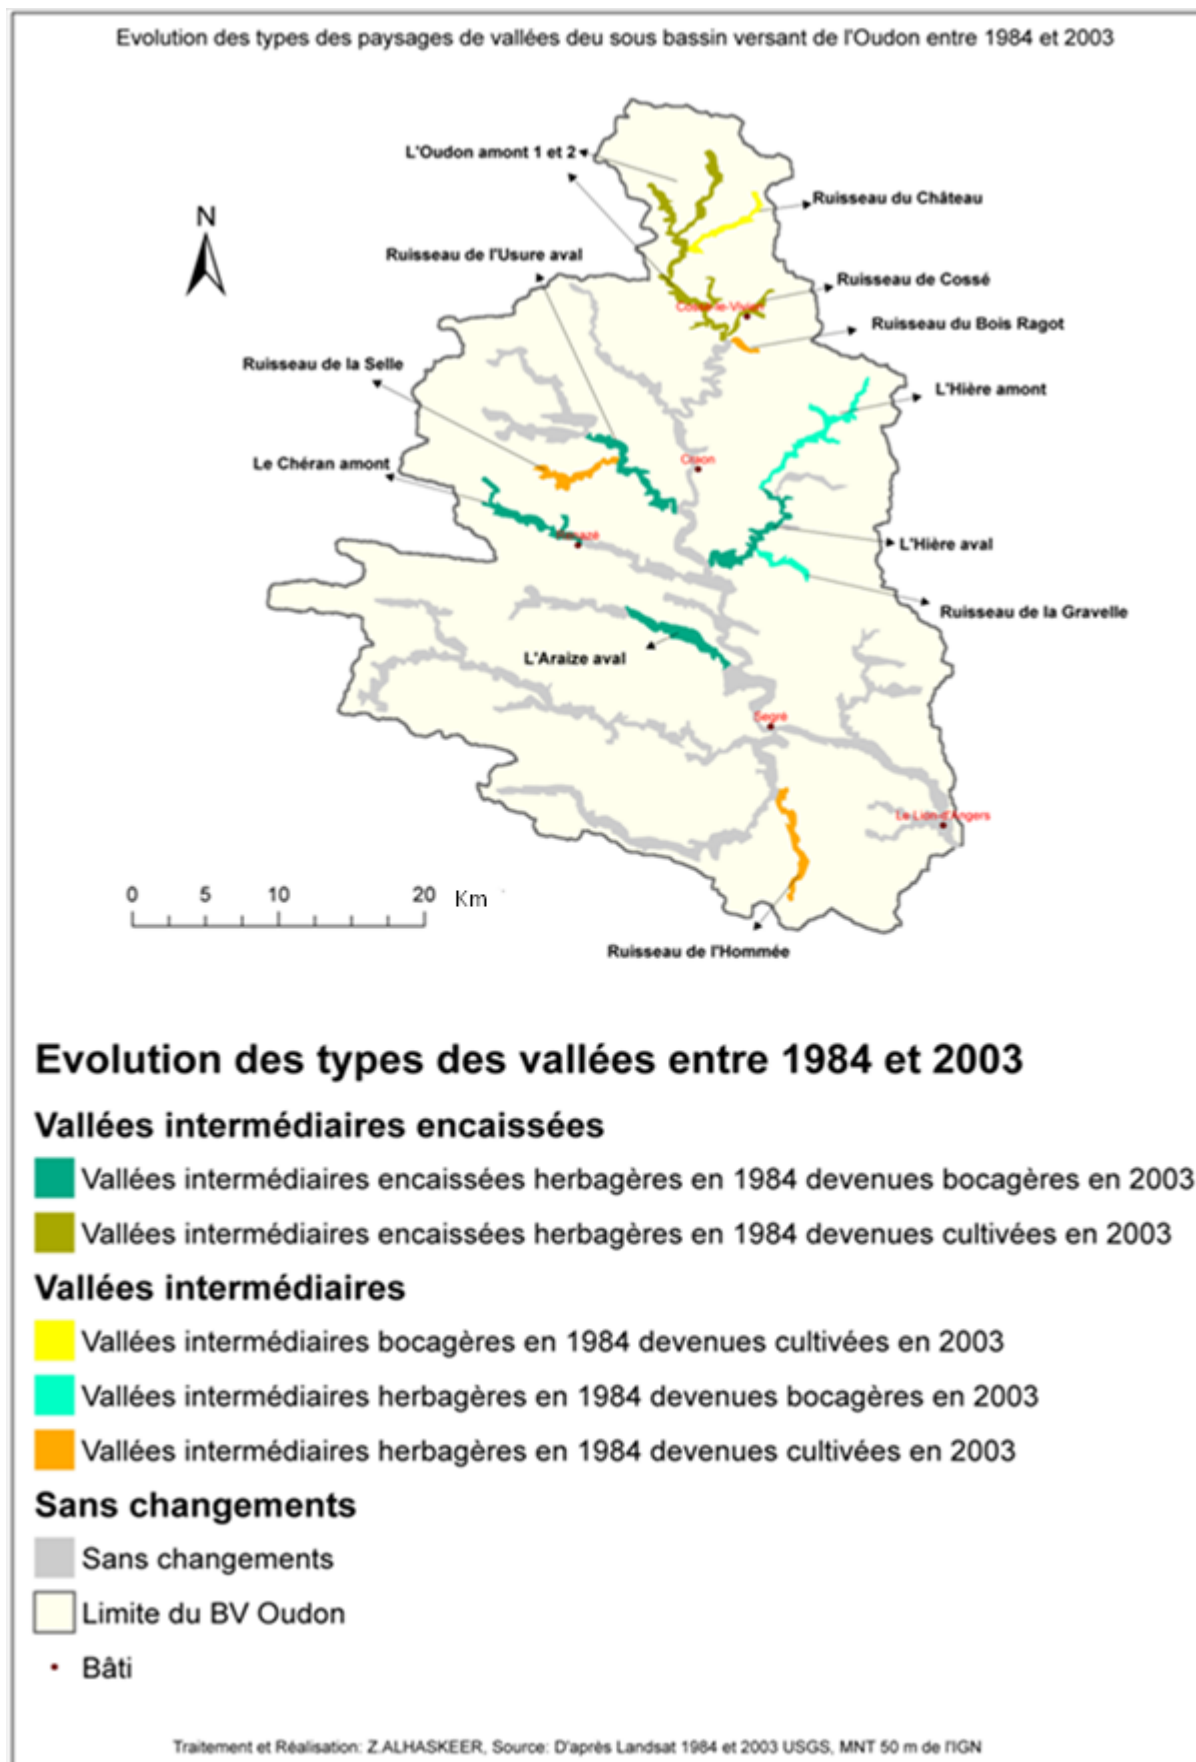 Evolution des types des paysages de vallées deu sous bassin versant de l'Oudon entre 1984 et 2003
L'Oudon amont 1 et 2
Ruisseau du Château
N
Ruisseau de l'Usure aval
Ruisseau de Cossé
Ruisseau du Bois Ragot
Ruisseau de la Selle
L'Hière amont
Le Chéran amont
Craon
L'Hière aval
Ruisseau de la Gravelle
L'Araize aval
Segré
Le Lion-d'Angers
0 5 10 20 Km
Ruisseau de l'Hommée
Evolution des types des vallées entre 1984 et 2003
Vallées intermédiaires encaissées
Vallées intermédiaires encaissées herbagères en 1984 devenues bocagères en 2003
Vallées intermédiaires encaissées herbagères en 1984 devenues cultivées en 2003
Vallées intermédiaires
Vallées intermédiaires bocagères en 1984 devenues cultivées en 2003
Vallées intermédiaires herbagères en 1984 devenues bocagères en 2003
Vallées intermédiaires herbagères en 1984 devenues cultivées en 2003
Sans changements
Sans changements
Limite du BV Oudon
Bâti
Traitement et Réalisation: Z.ALHASKEER, Source: D'après Landsat 1984 et 2003 USGS, MNT 50 m de l'IGN